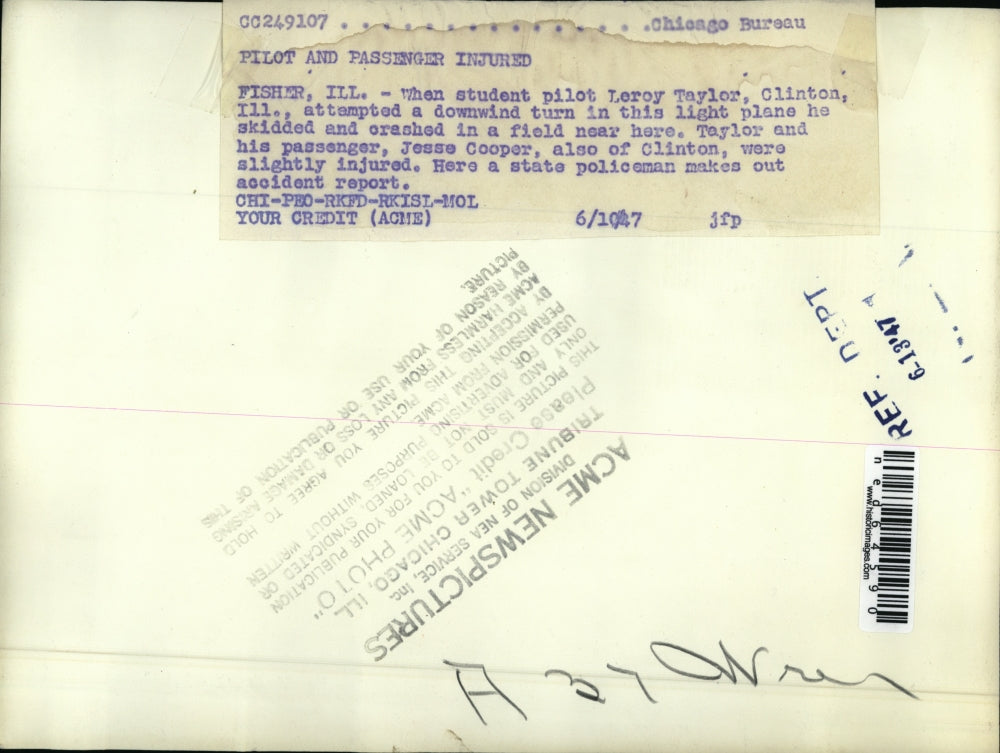 CC249107 . . . . . . . . . . . . . . .Chicago Bureau
PILOT AND PASSENGER INJURED
FISHER, ILL. - When student pilot Leroy Taylor, Clinton,
Ill., attempted a downwind turn in this light plane he
skidded and crashed in a field near here. Taylor and
his passenger, Jesse Cooper, also of Clinton, were
slightly injured. Here a state policeman makes out
accident report.
CHI-PEO-RKFD-RKISL-MOL
YOUR CREDIT (ACME) 6/10/47 jfp
REF. DEPT
6-13'47
ACME NEWSPICTURES
DIVISION OF NEA SERVICE, Inc.
TRIBUNE TOWER CHICAGO, ILL.
Please Credit "ACME PHOTO"
THIS PICTURE IS SOLD TO YOU FOR YOUR PUBLICATION
ONLY AND MUST NOT BE LOANED, SYNDICATED OR
USED FOR ADVERTISING PURPOSES WITHOUT WRITTEN
PERMISSION FROM ACME
BY ACCEPTING THIS PICTURE YOU AGREE TO HOLD
ACME HARMLESS FROM ANY LOSS OR DAMAGE ARISING
BY REASON OF YOUR USE OR PUBLICATION OF THIS
PICTURE.
ned64590
www.historicimages.com